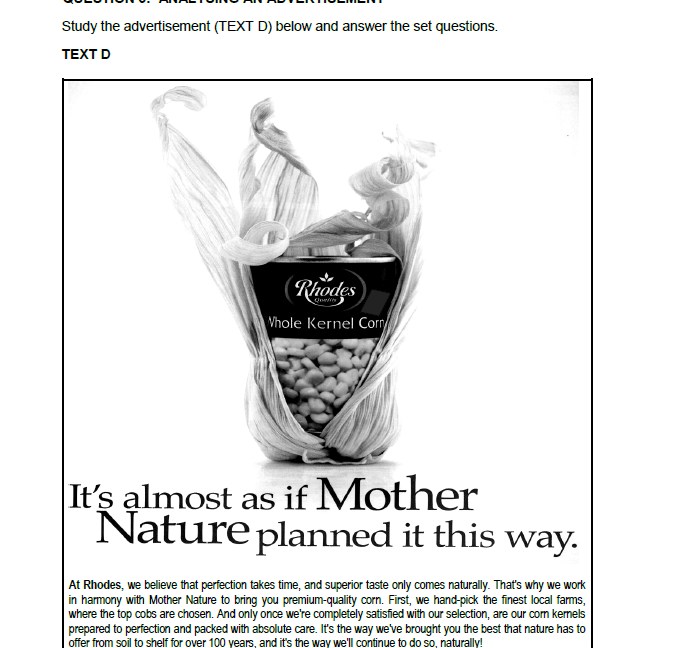 QUESTION 3: ANALYSING AN ADVERTISEMENT
Study the advertisement (TEXT D) below and answer the set questions.
TEXT D
Rhodes
Quality
Whole Kernel Corn
It's almost as if Mother
Nature planned it this way.
At Rhodes, we believe that perfection takes time, and superior taste only comes naturally. That's why we work
in harmony with Mother Nature to bring you premium-quality corn. First, we hand-pick the finest local farms,
where the top cobs are chosen. And only once we're completely satisfied with our selection, are our corn kernels
prepared to perfection and packed with absolute care. It's the way we've brought you the best that nature has to
offer from soil to shelf for over 100 years, and it's the way we'll continue to do so, naturally!